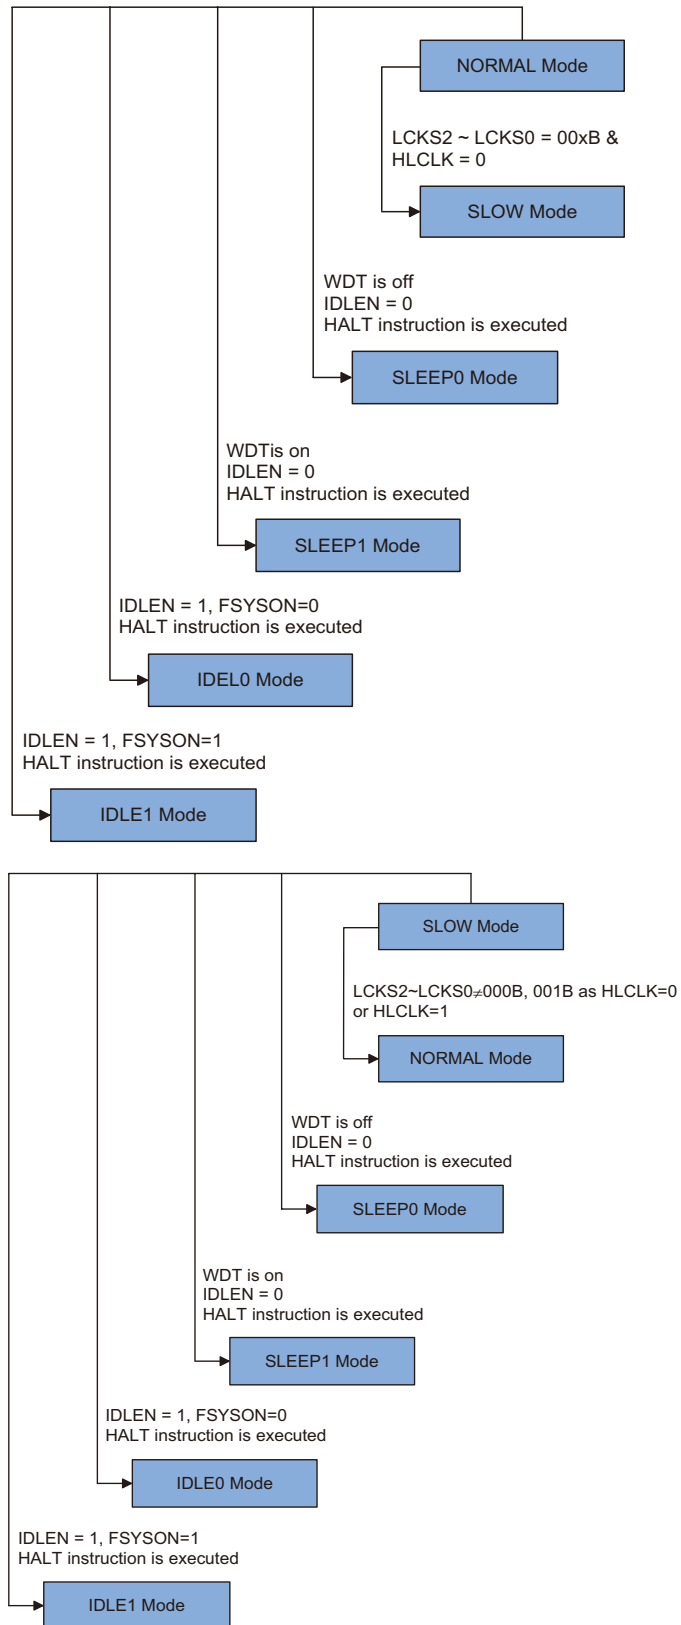 NORMAL Mode
LCKS2 ~ LCKS0 = 00xB &
HLCLK = 0
SLOW Mode
WDT is off
IDLEN = 0
HALT instruction is executed
SLEEP0 Mode
WDTis on
IDLEN = 0
HALT instruction is executed
SLEEP1 Mode
IDLEN = 1, FSYSON=0
HALT instruction is executed
IDEL0 Mode
IDLEN = 1, FSYSON=1
HALT instruction is executed
IDLE1 Mode
SLOW Mode
LCKS2~LCKS0≠000B, 001B as HLCLK=0
or HLCLK=1
NORMAL Mode
WDT is off
IDLEN = 0
HALT instruction is executed
SLEEP0 Mode
WDT is on
IDLEN = 0
HALT instruction is executed
SLEEP1 Mode
IDLEN = 1, FSYSON=0
HALT instruction is executed
IDLE0 Mode
IDLEN = 1, FSYSON=1
HALT instruction is executed
IDLE1 Mode